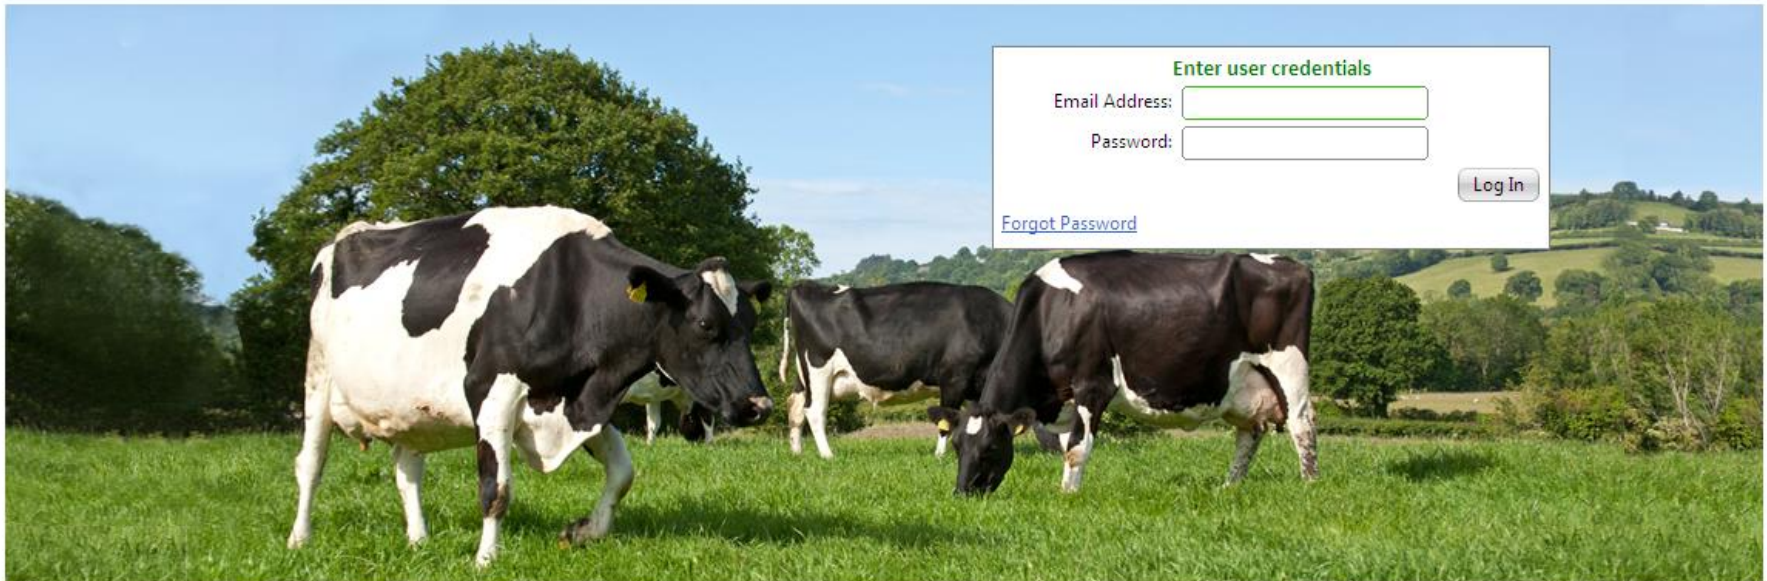 Enter user credentials
Email Address:
Password:
Log In
Forgot Password